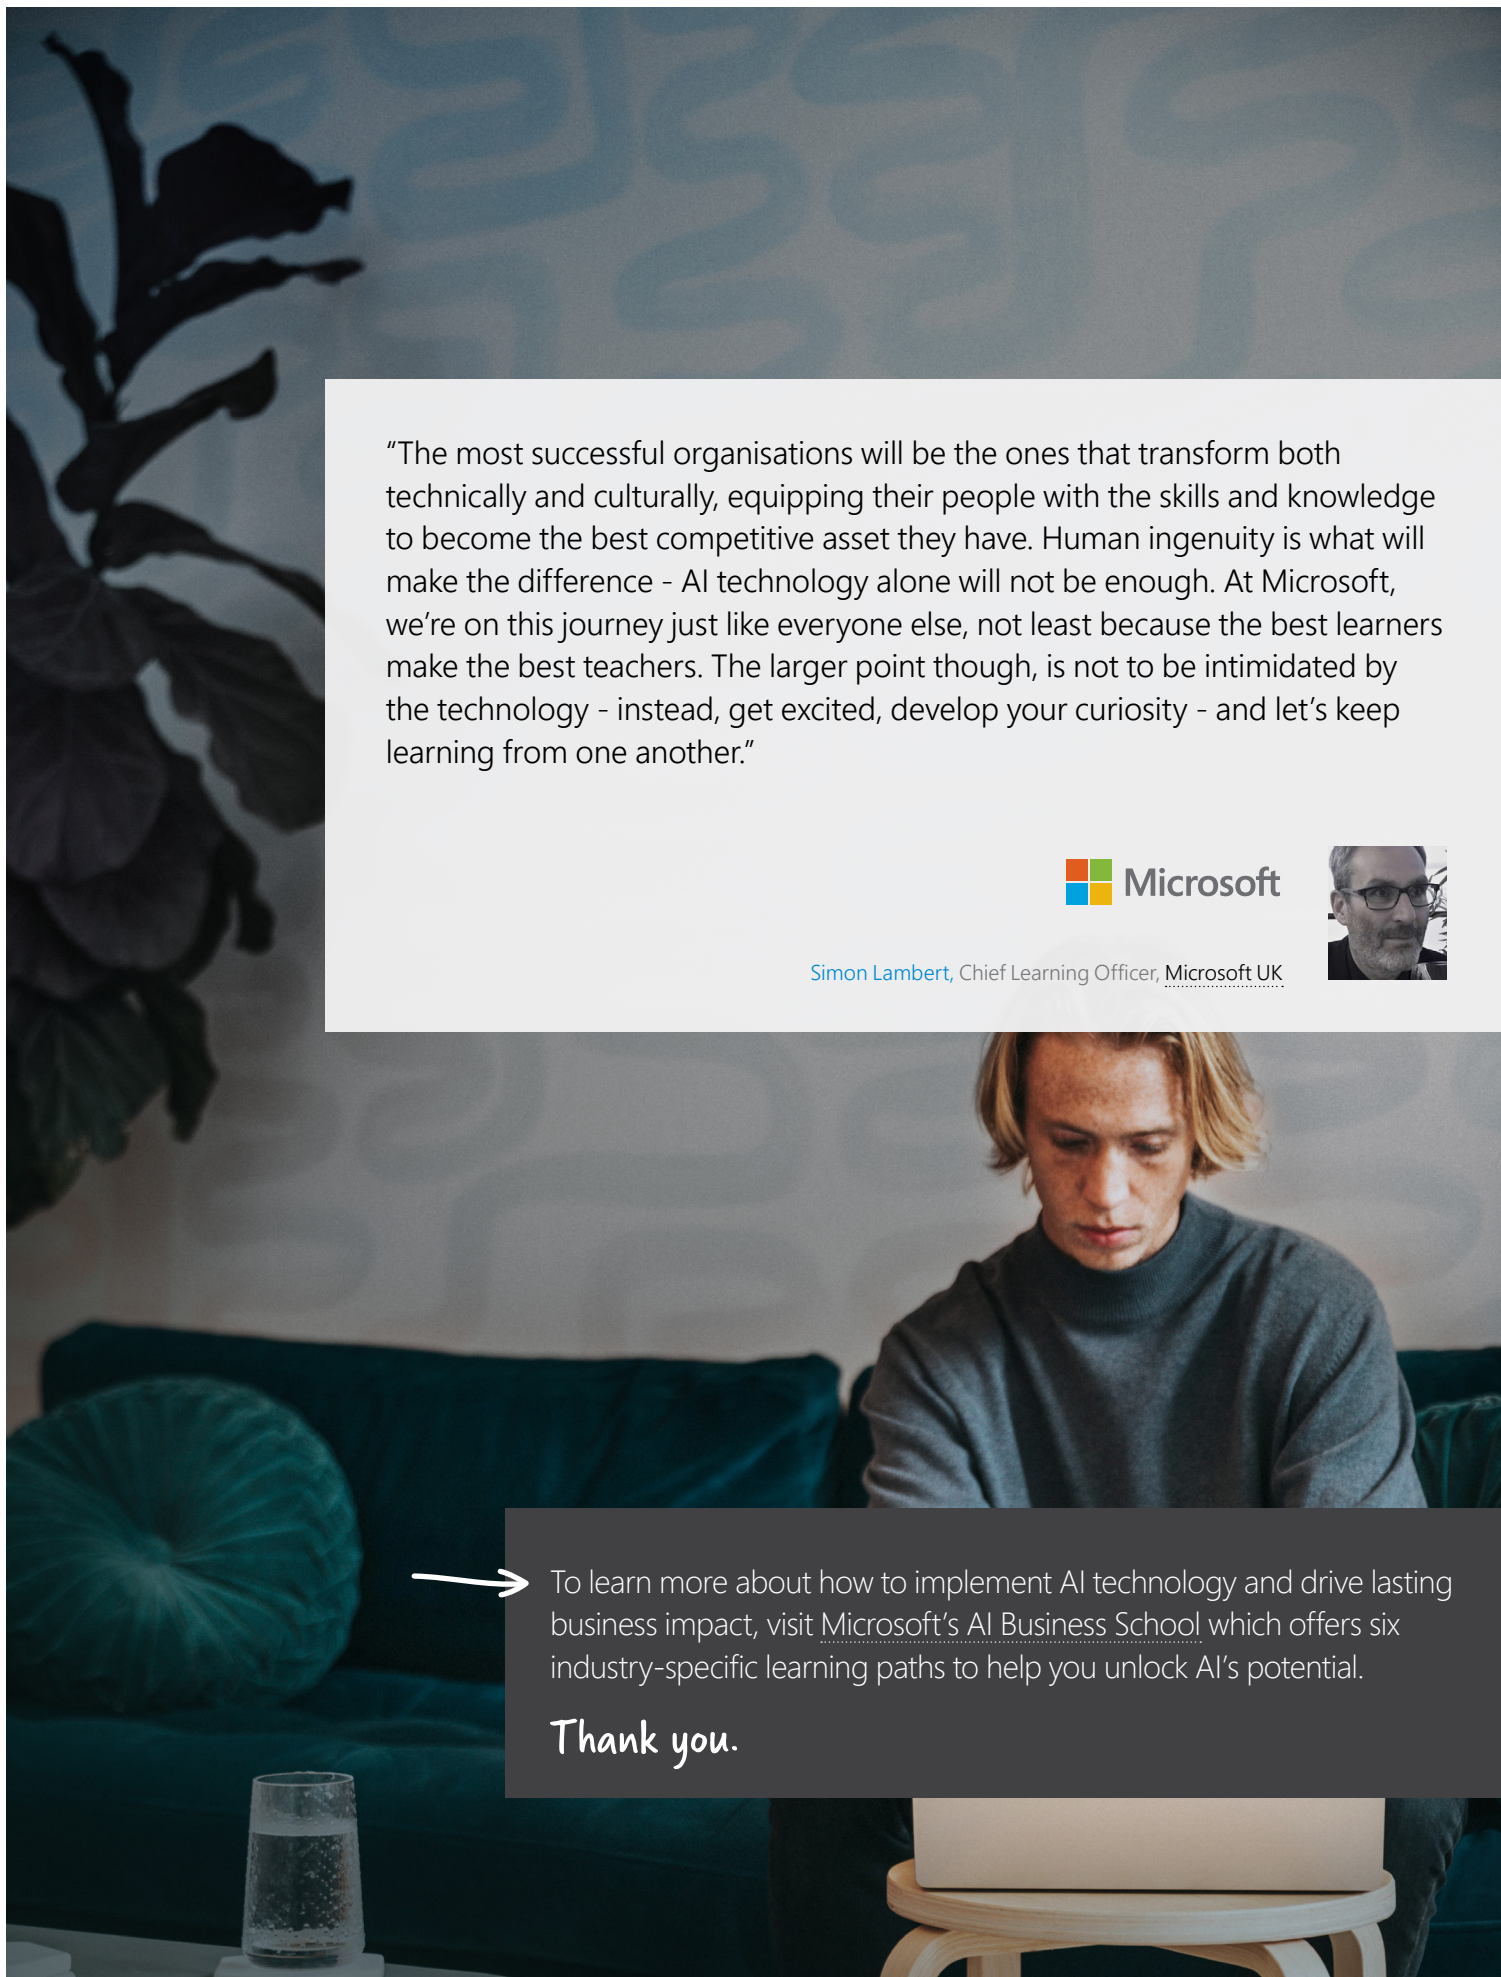 “The most successful organisations will be the ones that transform both
technically and culturally, equipping their people with the skills and knowledge
to become the best competitive asset they have. Human ingenuity is what will
make the difference - AI technology alone will not be enough. At Microsoft,
we’re on this journey just like everyone else, not least because the best learners
make the best teachers. The larger point though, is not to be intimidated by
the technology - instead, get excited, develop your curiosity - and let’s keep
learning from one another.”
Microsoft
Simon Lambert, Chief Learning Officer, Microsoft UK
To learn more about how to implement AI technology and drive lasting
business impact, visit Microsoft’s AI Business School which offers six
industry-specific learning paths to help you unlock AI’s potential.
Thank you.